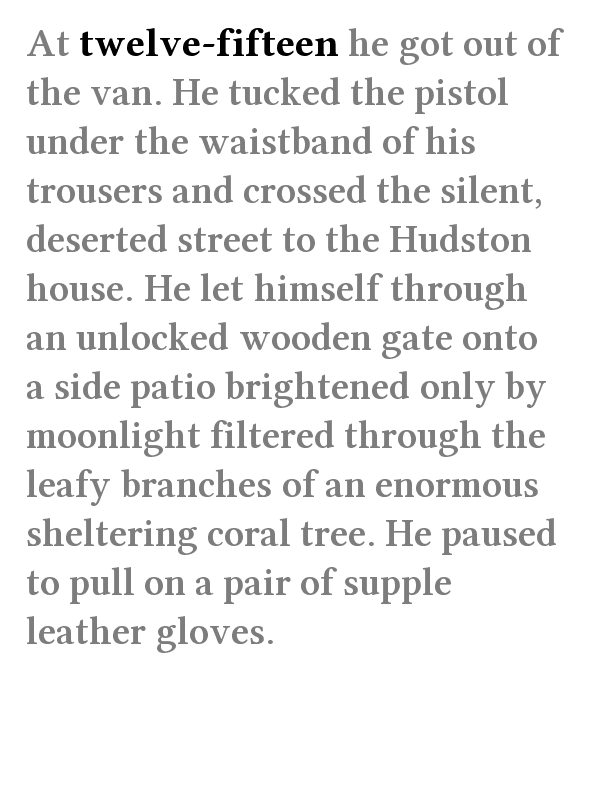 At twelve-fifteen he got out of
the van. He tucked the pistol
under the waistband of his
trousers and crossed the silent,
deserted street to the Hudston
house. He let himself through
an unlocked wooden gate onto
a side patio brightened only by
moonlight filtered through the
leafy branches of an enormous
sheltering coral tree. He paused
to pull on a pair of supple
leather gloves.